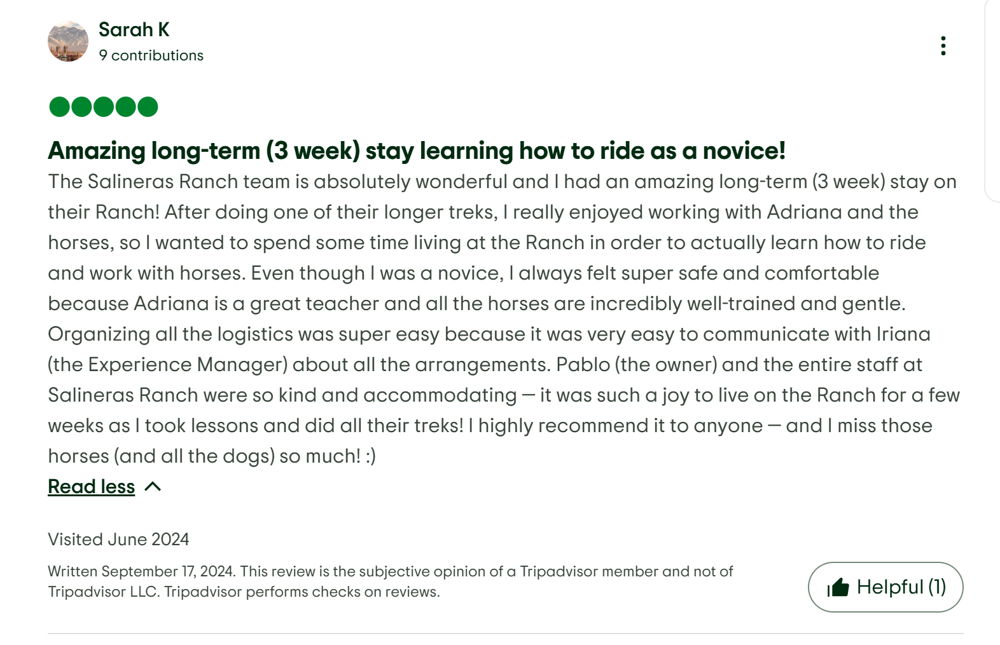 Sarah K
9 contributions
Amazing long-term (3 week) stay learning how to ride as a novice!
The Salineras Ranch team is absolutely wonderful and I had an amazing long-term (3 week) stay on
their Ranch! After doing one of their longer treks, I really enjoyed working with Adriana and the
horses, so I wanted to spend some time living at the Ranch in order to actually learn how to ride
and work with horses. Even though I was a novice, I always felt super safe and comfortable
because Adriana is a great teacher and all the horses are incredibly well-trained and gentle.
Organizing all the logistics was super easy because it was very easy to communicate with Iriana
(the Experience Manager) about all the arrangements. Pablo (the owner) and the entire staff at
Salineras Ranch were so kind and accommodating — it was such a joy to live on the Ranch for a few
weeks as I took lessons and did all their treks! I highly recommend it to anyone — and I miss those
horses (and all the dogs) so much! :)
Read less
Visited June 2024
Written September 17, 2024. This review is the subjective opinion of a Tripadvisor member and not of
Tripadvisor LLC. Tripadvisor performs checks on reviews.
Helpful (1)